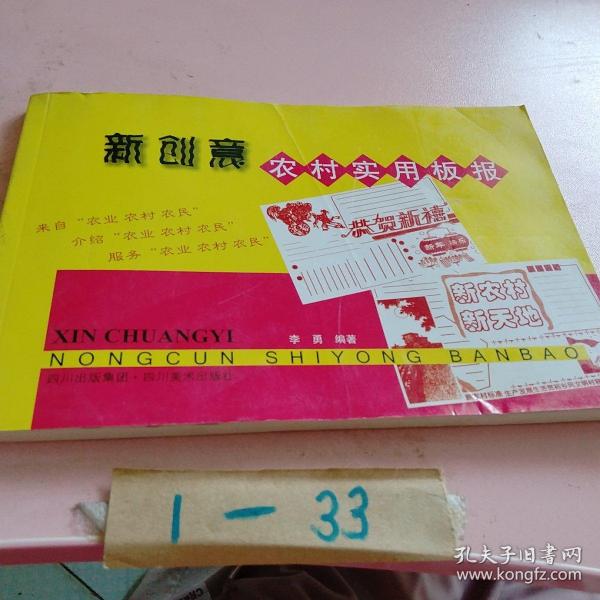 新创意
农村实用板报
来自“农业 农村 农民”
介绍“农业 农村 农民”
服务“农业 农村 农民”
恭贺新禧
新年 快乐
新农村
新天地
XIN CHUANGYI
李 勇 编著
NONGCUN SHIYONG BANBAO
四川出版集团·四川美术出版社
1 — 33
孔夫子旧书网
www.kongfz.com